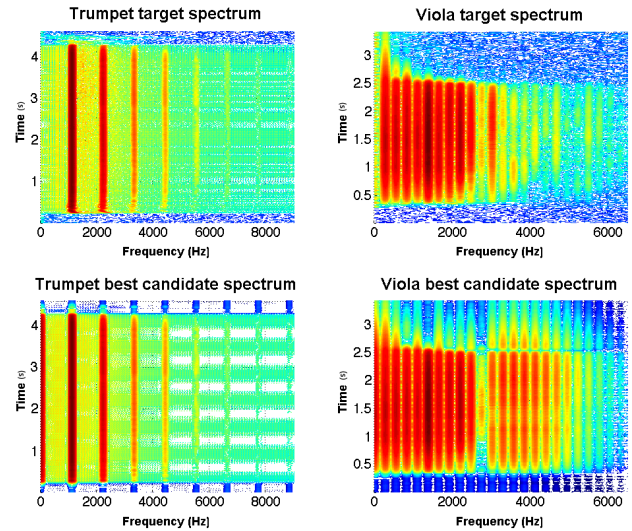 Trumpet target spectrum
4
3
2
1
Time (s)
0 2000 4000 6000 8000
Frequency (Hz)
Viola target spectrum
3
2.5
2
1.5
1
0.5
Time (s)
0 2000 4000 6000
Frequency (Hz)
Trumpet best candidate spectrum
4
3
2
1
Time (s)
0 2000 4000 6000 8000
Frequency (Hz)
Viola best candidate spectrum
3
2.5
2
1.5
1
0.5
Time (s)
0 2000 4000 6000
Frequency (Hz)